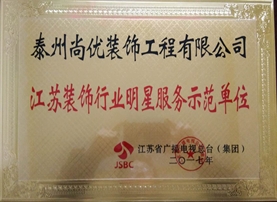 泰州尚优装饰工程有限公司
江苏装饰行业明星服务示范单位
JSBC
江苏省广播电视总台（集团）
二〇一七年